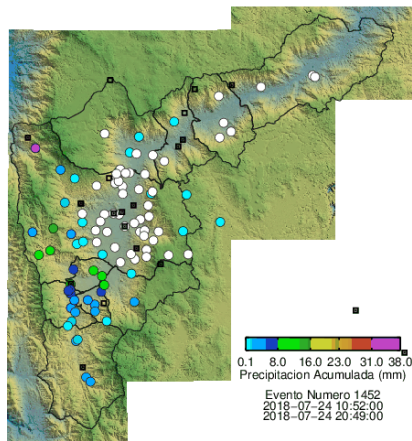 0.1 8.0 16.0 23.0 31.0 38.0
Precipitacion Acumulada (mm)
Evento Numero 1452
2018-07-24 10:52:00
2018-07-24 20:49:00